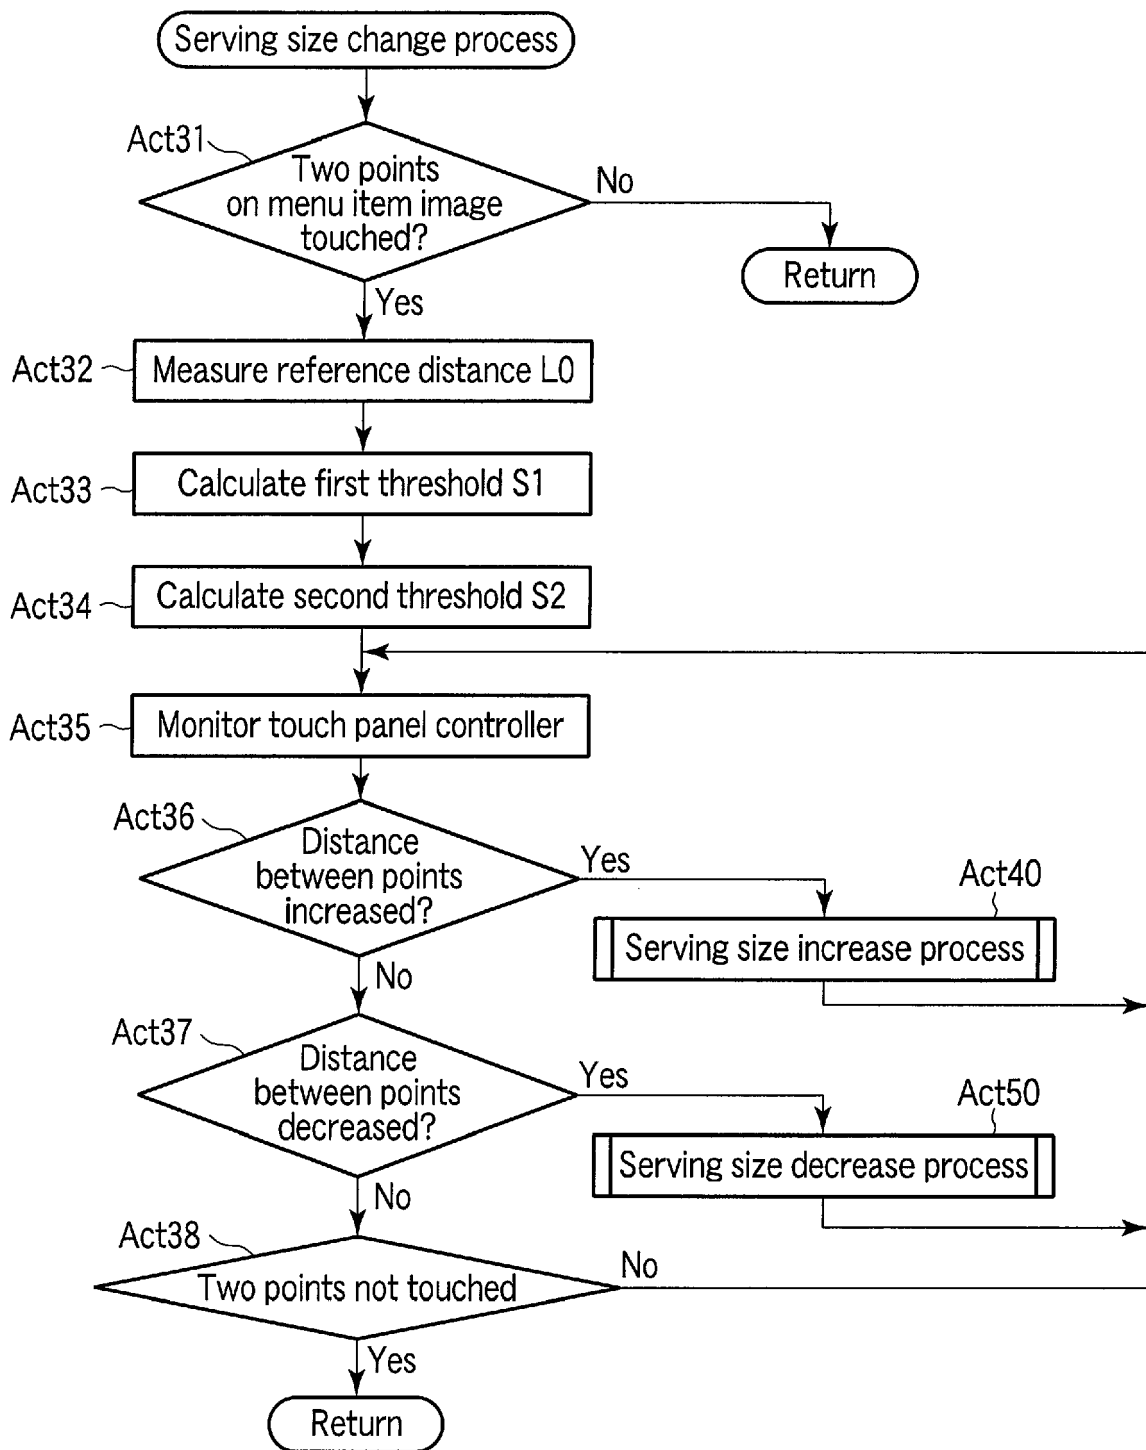 Serving size change process
Act31
Two points
on menu item image
touched?
No
Return
Yes
Act32
Measure reference distance L0
Act33
Calculate first threshold S1
Act34
Calculate second threshold S2
Act35
Monitor touch panel controller
Act36
Distance
between points
increased?
Yes
Act40
Serving size increase process
No
Act37
Distance
between points
decreased?
Yes
Act50
Serving size decrease process
No
Act38
Two points not touched
No
Yes
Return